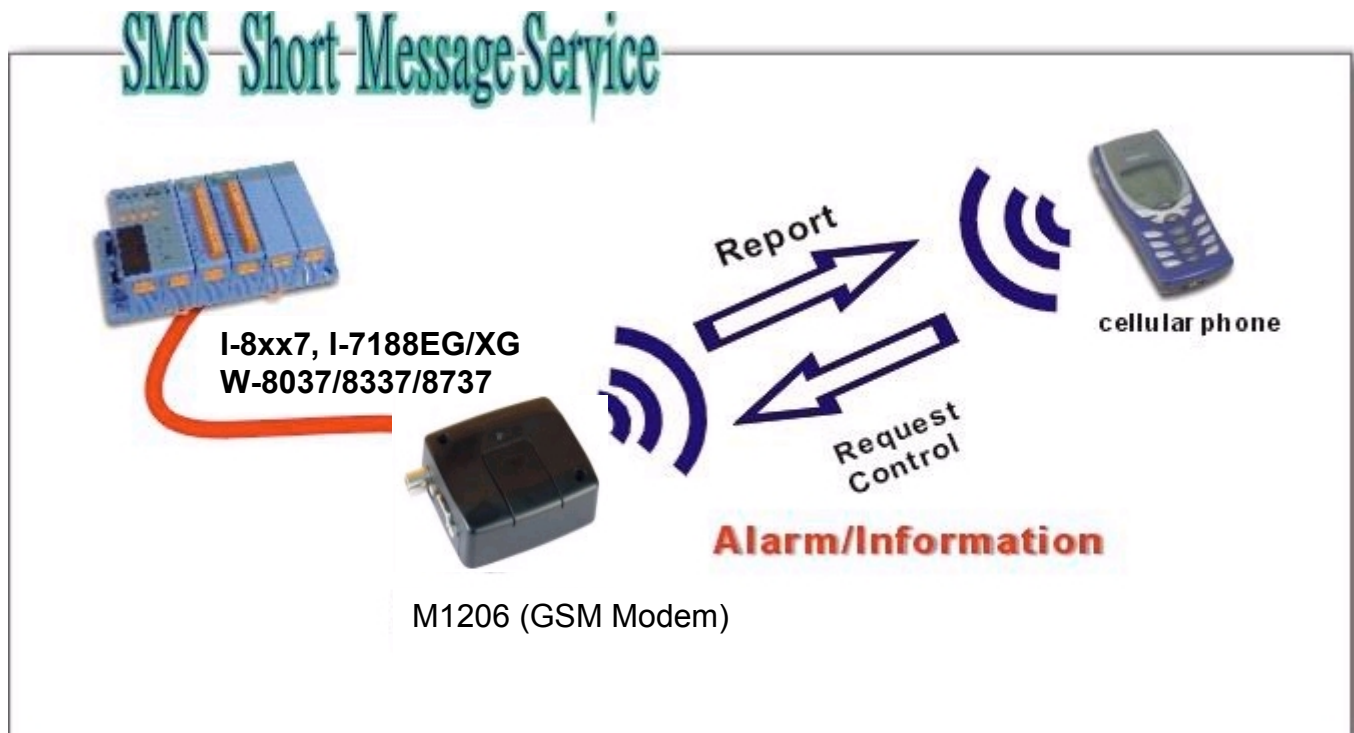 SMS Short Message Service
I-8xx7, I-7188EG/XG
W-8037/8337/8737
Report
Request
Control
cellular phone
Alarm/Information
M1206 (GSM Modem)